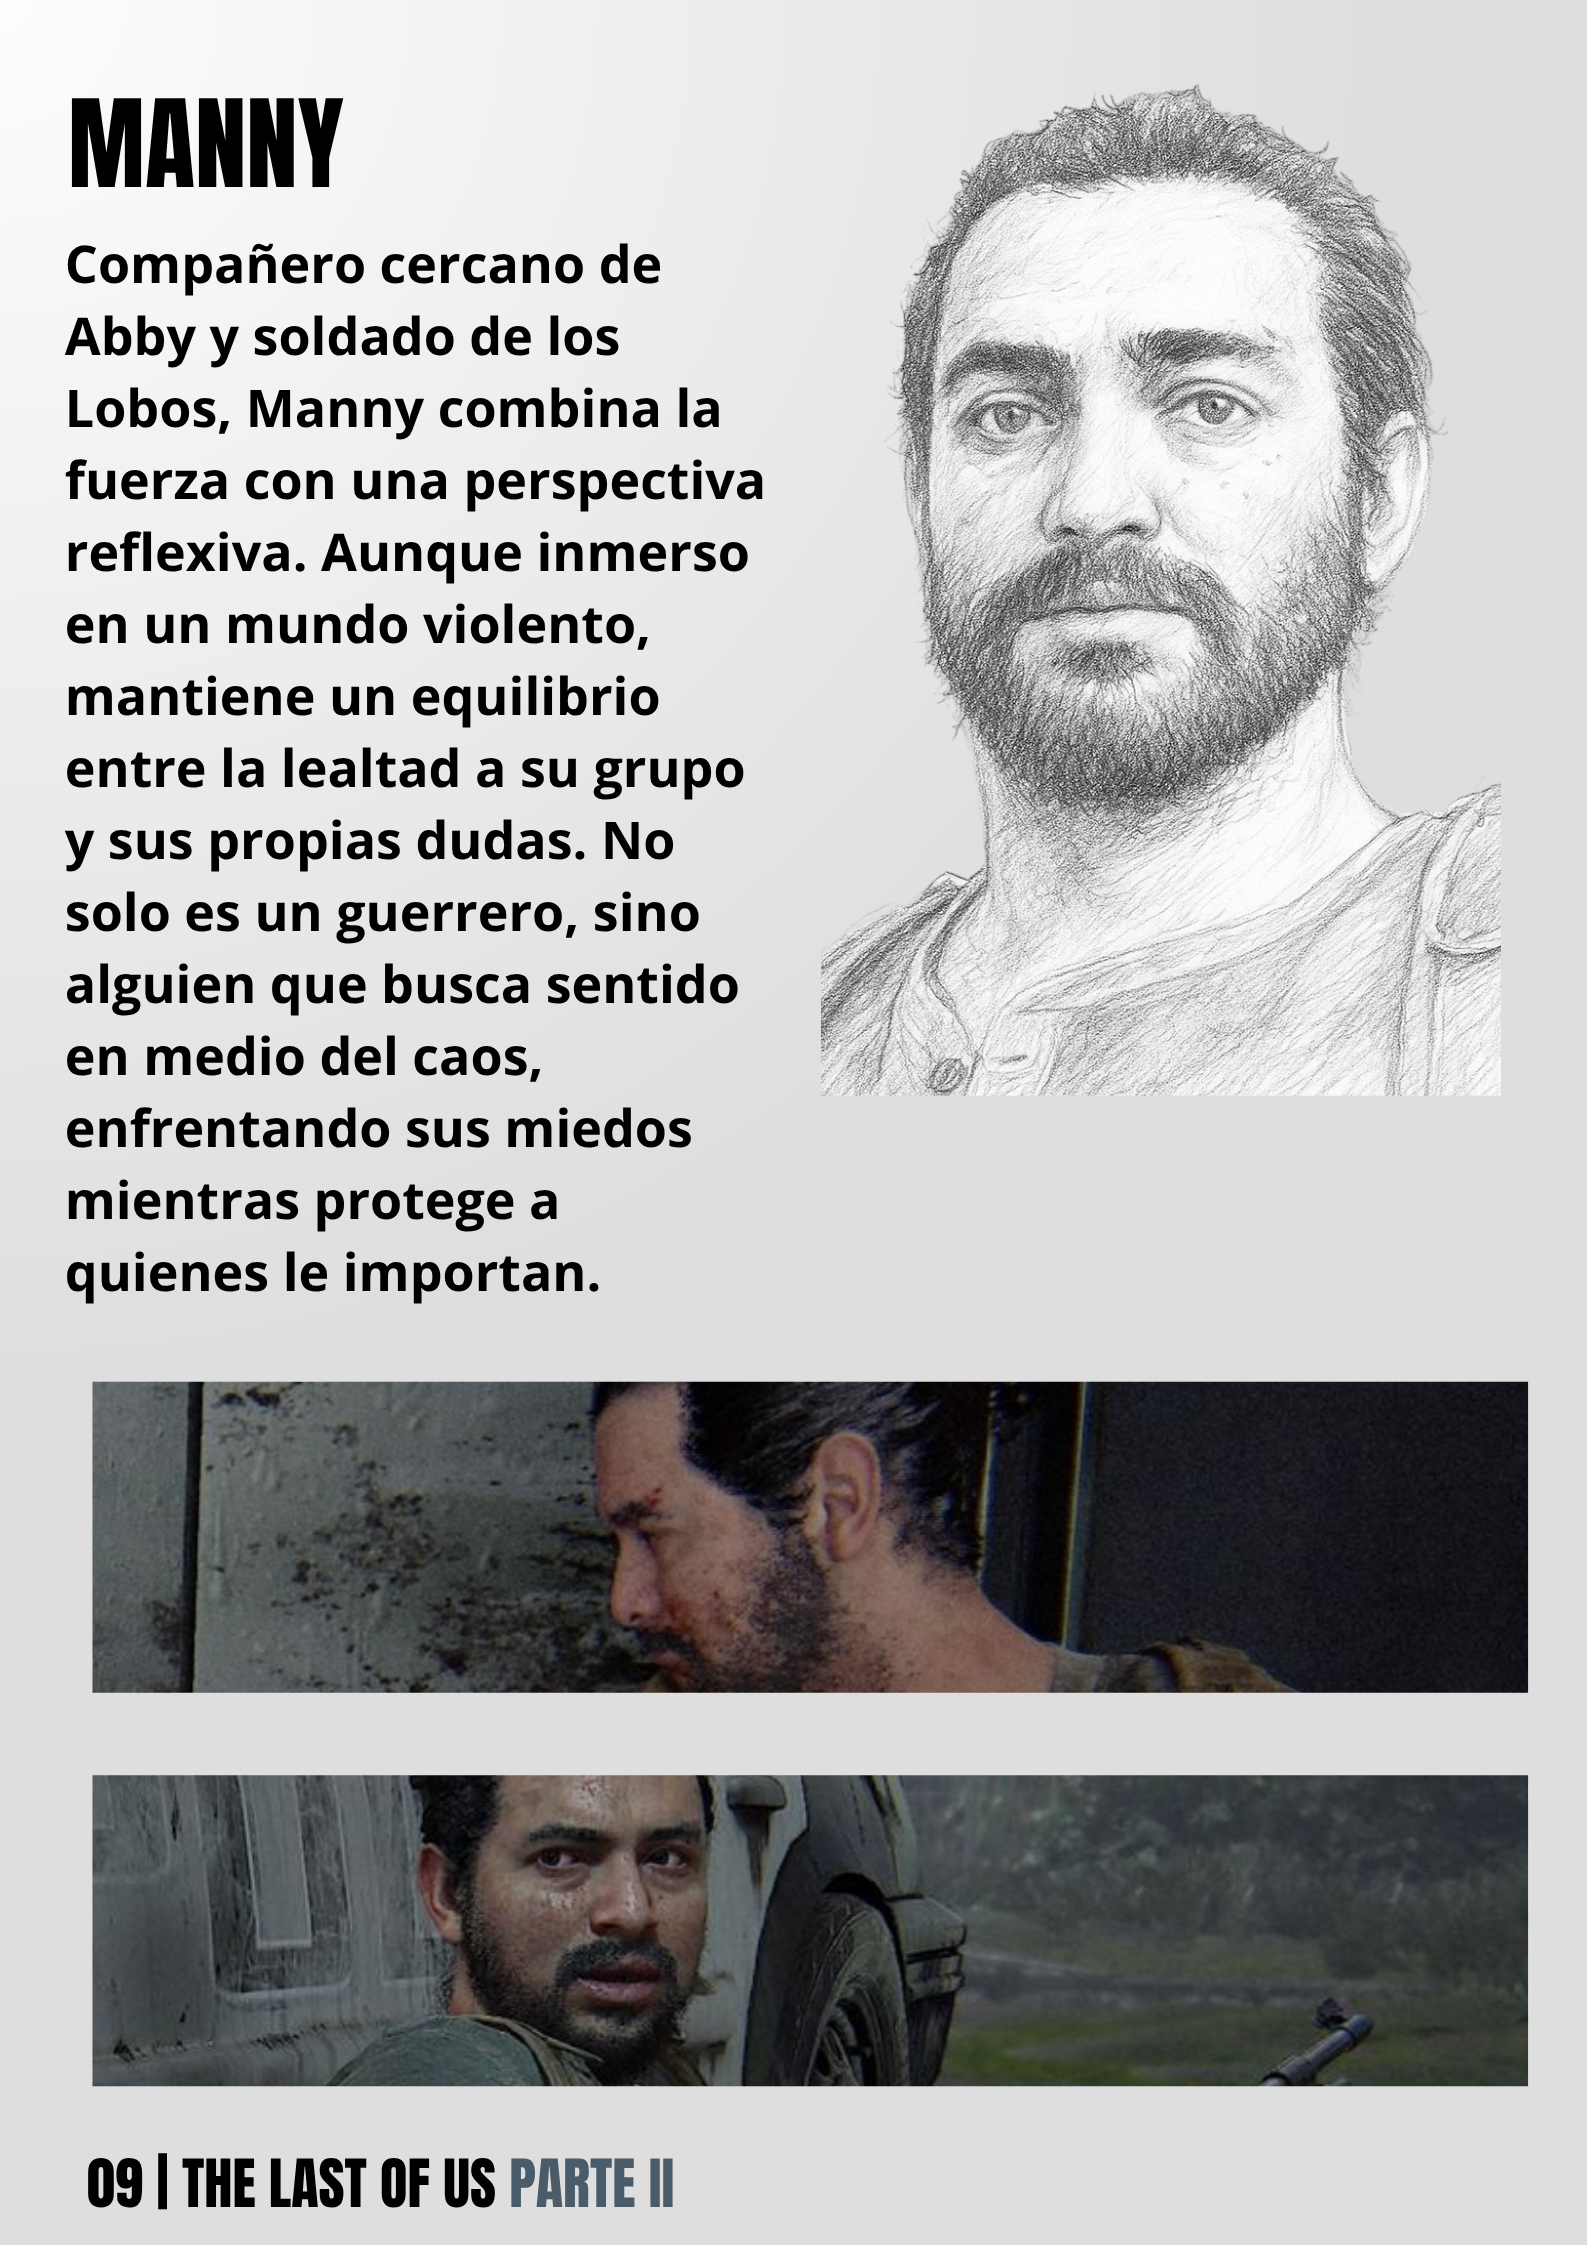 MANNY
Compañero cercano de
Abby y soldado de los
Lobos, Manny combina la
fuerza con una perspectiva
reflexiva. Aunque inmerso
en un mundo violento,
mantiene un equilibrio
entre la lealtad a su grupo
y sus propias dudas. No
solo es un guerrero, sino
alguien que busca sentido
en medio del caos,
enfrentando sus miedos
mientras protege a
quienes le importan.
09 | THE LAST OF US PARTE II